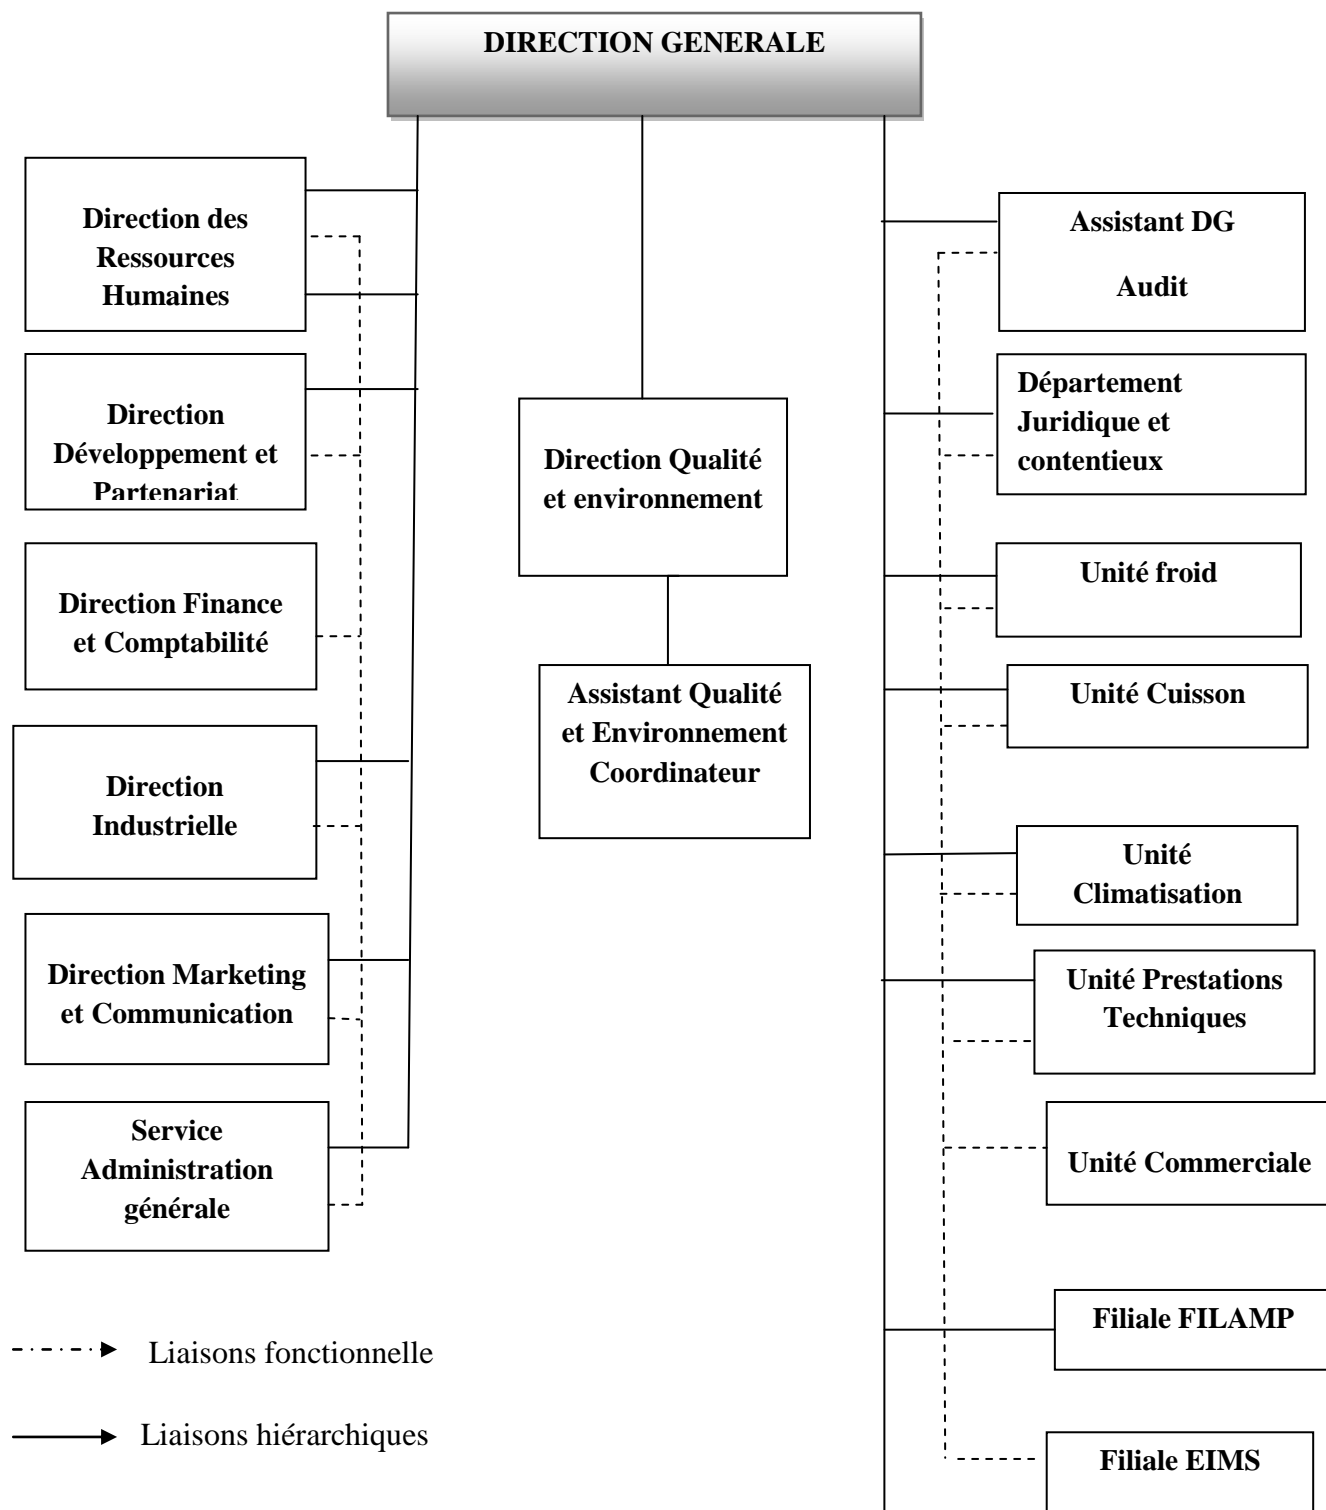 DIRECTION GENERALE
Direction des
Ressources
Humaines
Direction
Développement et
Partenariat
Direction Finance
et Comptabilité
Direction
Industrielle
Direction Marketing
et Communication
Service
Administration
générale
Direction Qualité
et environnement
Assistant Qualité
et Environnement
Coordinateur
Assistant DG
Audit
Département
Juridique et
contentieux
Unité froid
Unité Cuisson
Unité
Climatisation
Unité Prestations
Techniques
Unité Commerciale
Filiale FILAMP
Filiale EIMS
Liaisons fonctionnelle
Liaisons hiérarchiques